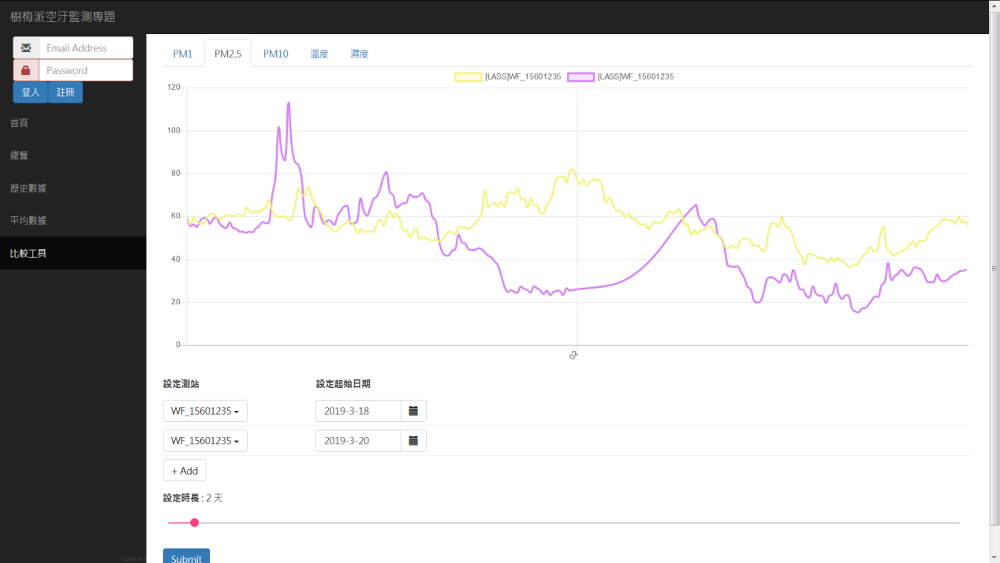 樹梅派空汙監測專題
Email Address
Password
登入 註冊
首頁
總覽
歷史數據
平均數據
比較工具
PM1 PM2.5 PM10 溫度 濕度
[LASS]WF_15601235 [LASS]WF_15601235
120
100
80
60
40
20
0
02
設定測站 設定起始日期
WF_15601235 2019-3-18
WF_15601235 2019-3-20
+ Add
設定時長 : 2 天
Submit